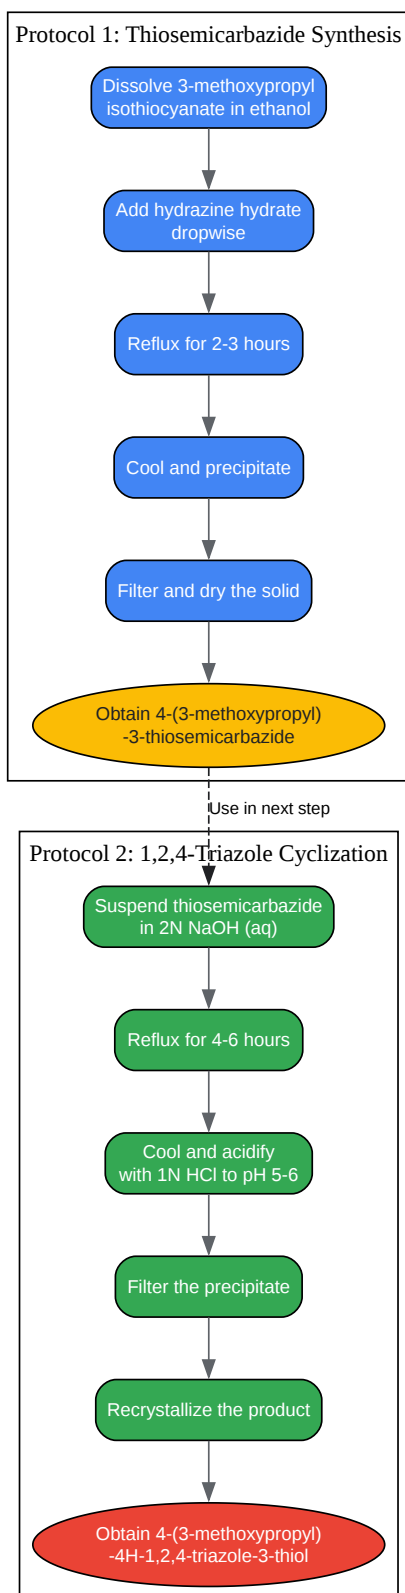 Protocol 1: Thiosemicarbazide Synthesis
Dissolve 3-methoxypropyl
isothiocyanate in ethanol
Add hydrazine hydrate
dropwise
Reflux for 2-3 hours
Cool and precipitate
Filter and dry the solid
Obtain 4-(3-methoxypropyl)
-3-thiosemicarbazide
Use in next step
Protocol 2: 1,2,4-Triazole Cyclization
Suspend thiosemicarbazide
in 2N NaOH (aq)
Reflux for 4-6 hours
Cool and acidify
with 1N HCl to pH 5-6
Filter the precipitate
Recrystallize the product
Obtain 4-(3-methoxypropyl)
-4H-1,2,4-triazole-3-thiol